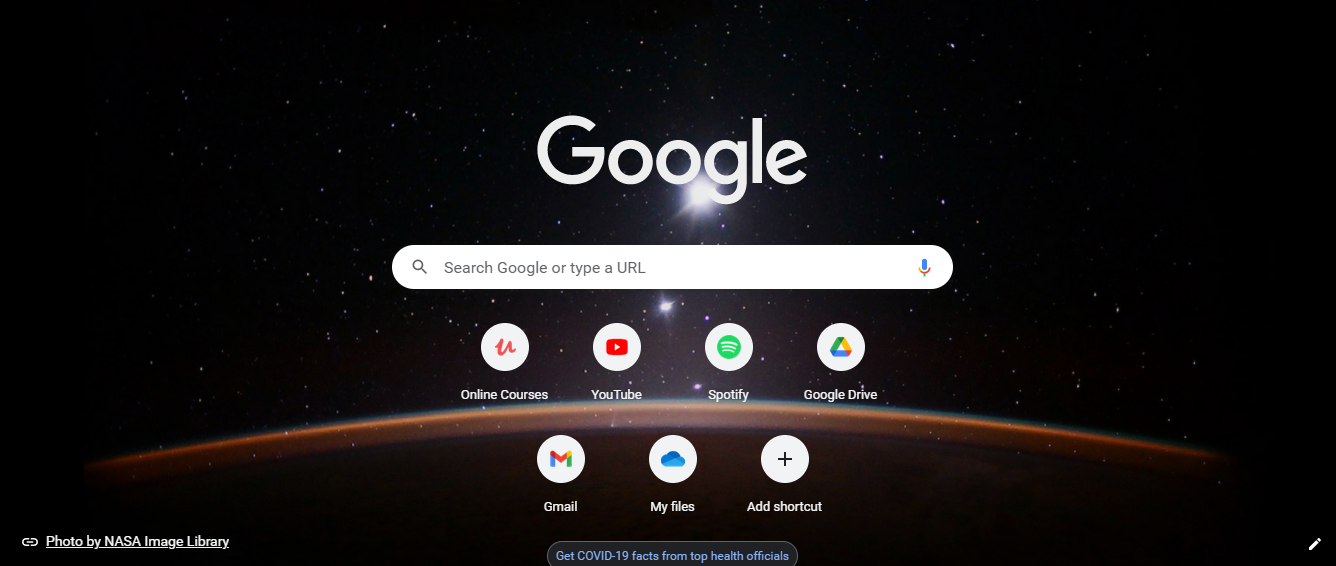 Google
Search Google or type a URL
Online Courses
YouTube
Spotify
Google Drive
Gmail
My files
Add shortcut
Photo by NASA Image Library
Get COVID-19 facts from top health officials